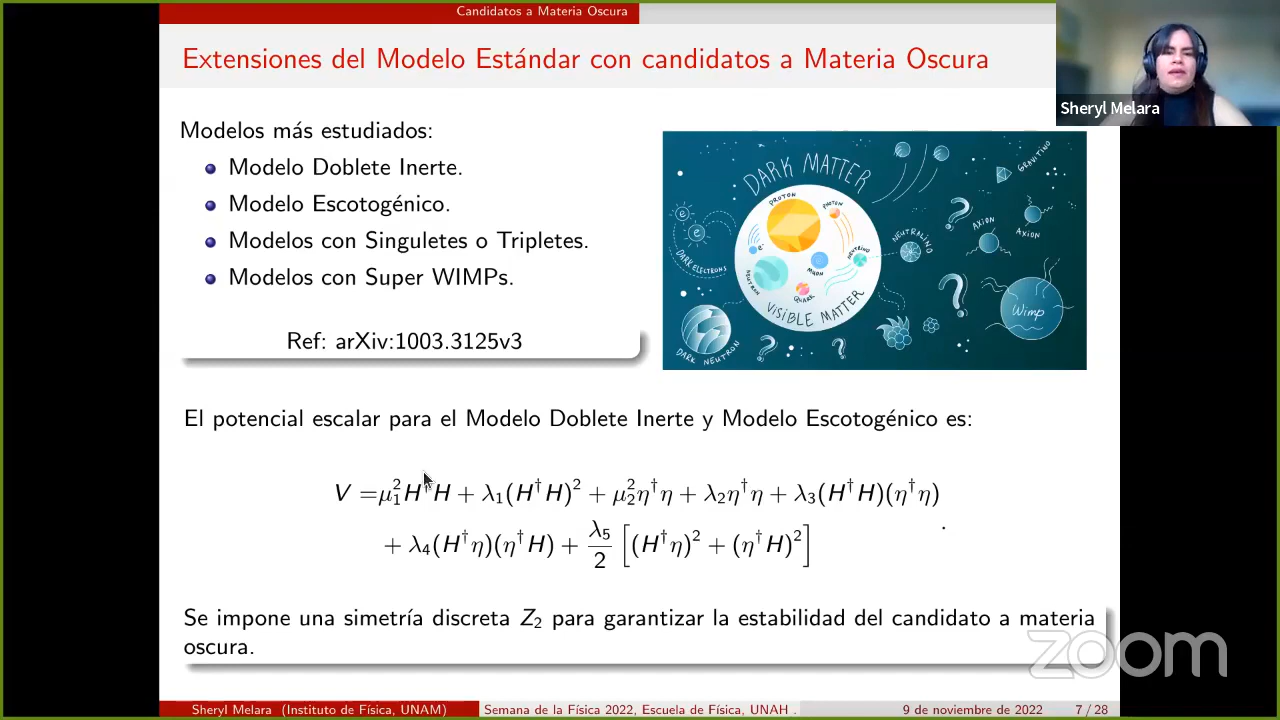 Candidatos a Materia Oscura
Extensiones del Modelo Estándar con candidatos a Materia Oscura
Sheryl Melara
Modelos más estudiados:
Modelo Doblete Inerte.
Modelo Escotogénico.
Modelos con Singuletes o Tripletes.
Modelos con Super WIMPs.
Ref: arXiv:1003.3125v3
DARK MATTER
PROTON
PHOTON
e⁻
MUON
NEUTRINO
NEUTRON
QUARK
VISIBLE MATTER
e
e
DARK ELECTRONS
DARK NEUTRON
NEUTRALINO
GRAVITINO
AXION
AXION
Wimp
?
?
?
?
El potencial escalar para el Modelo Doblete Inerte y Modelo Escotogénico es:
V =μ₁²H†H + λ₁(H†H)² + μ₂²η†η + λ₂η†η + λ₃(H†H)(η†η)
+ λ₄(H†η)(η†H) + λ₅/2 [(H†η)² + (η†H)²] .
Se impone una simetría discreta Z₂ para garantizar la estabilidad del candidato a materia
oscura.
zoom
Sheryl Melara (Instituto de Física, UNAM) Semana de la Física 2022, Escuela de Física, UNAH . 9 de noviembre de 2022 7 / 28